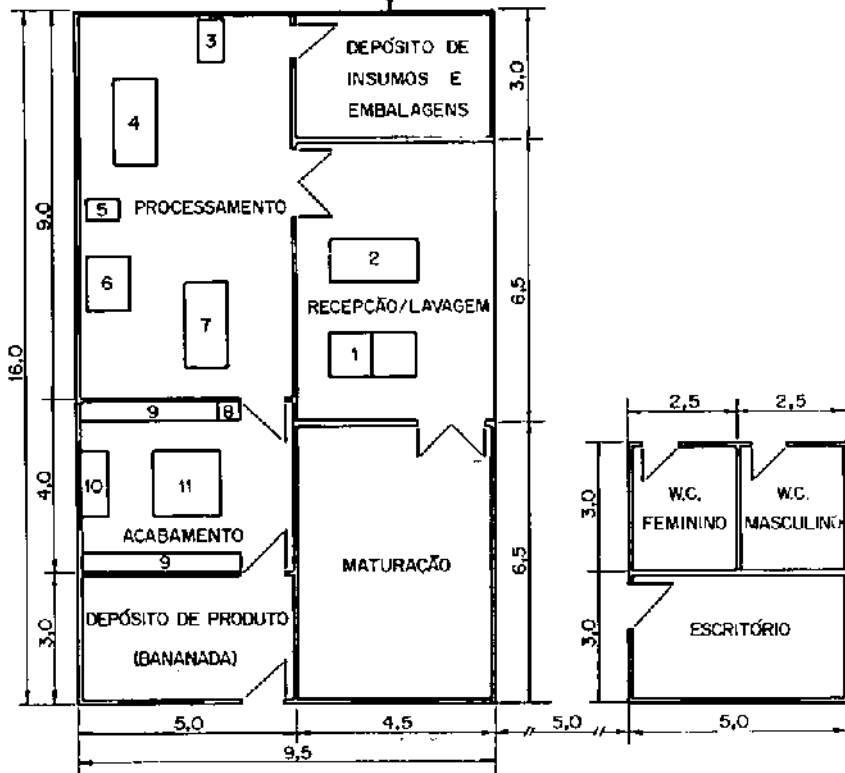 3
DEPÓSITO DE
INSUMOS E
EMBALAGENS
3,0
4
9,0
5
PROCESSAMENTO
2
6
7
RECEPÇÃO/LAVAGEM
6,5
1
16,0
9
8
2,5
2,5
10
11
4,0
ACABAMENTO
9
W.C.
FEMININO
W.C.
MASCULINO
3,0
MATURAÇÃO
6,5
DEPÓSITO DE PRODUTO
(BANANADA)
3,0
ESCRITÓRIO
3,0
5,0
4,5
5,0
5,0
9,5